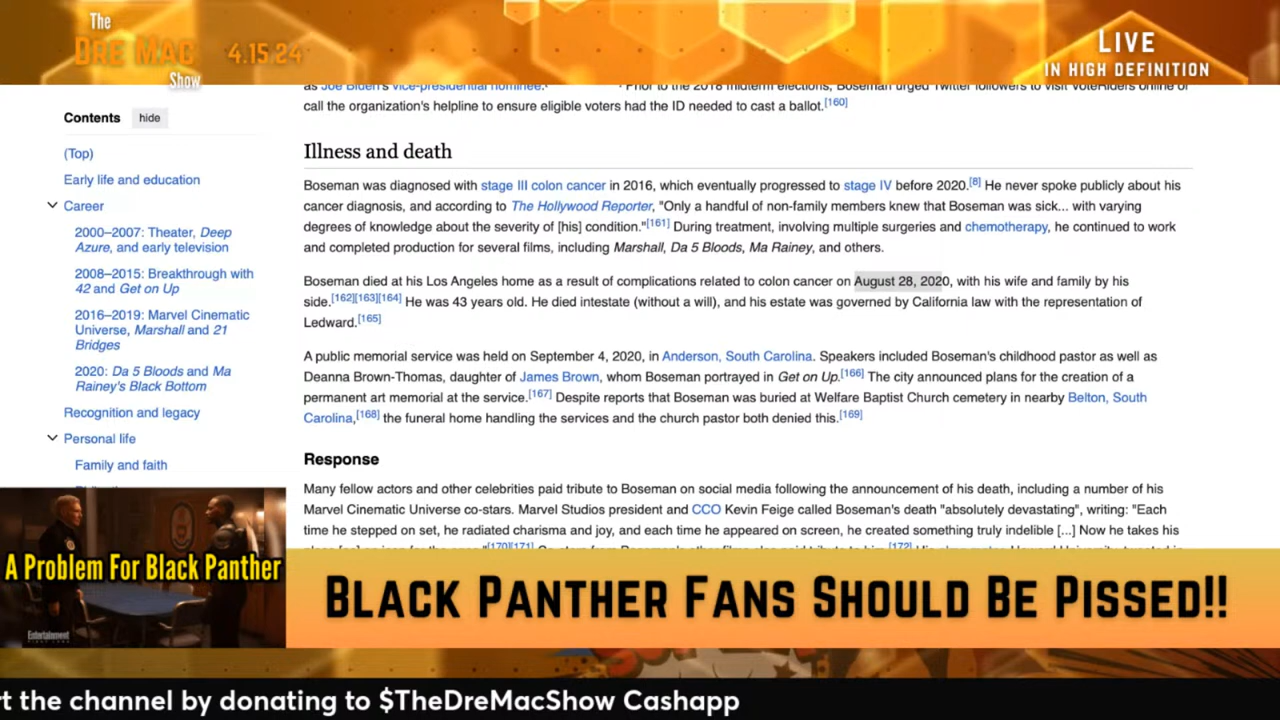 The
DRE MAC
Show
4.15.24
LIVE
IN HIGH DEFINITION
Contents hide
(Top)
Early life and education
Career
2000–2007: Theater, Deep
Azure, and early television
2008–2015: Breakthrough with
42 and Get on Up
2016–2019: Marvel Cinematic
Universe, Marshall and 21
Bridges
2020: Da 5 Bloods and Ma
Rainey's Black Bottom
Recognition and legacy
Personal life
Family and faith
as Joe Biden's vice-presidential nominee. Prior to the 2018 midterm elections, Boseman urged Twitter followers to visit VoteRiders online or
call the organization's helpline to ensure eligible voters had the ID needed to cast a ballot.[160]
Illness and death
Boseman was diagnosed with stage III colon cancer in 2016, which eventually progressed to stage IV before 2020.[8] He never spoke publicly about his
cancer diagnosis, and according to The Hollywood Reporter, "Only a handful of non-family members knew that Boseman was sick... with varying
degrees of knowledge about the severity of [his] condition."[161] During treatment, involving multiple surgeries and chemotherapy, he continued to work
and completed production for several films, including Marshall, Da 5 Bloods, Ma Rainey, and others.
Boseman died at his Los Angeles home as a result of complications related to colon cancer on August 28, 2020, with his wife and family by his
side.[162][163][164] He was 43 years old. He died intestate (without a will), and his estate was governed by California law with the representation of
Ledward.[165]
A public memorial service was held on September 4, 2020, in Anderson, South Carolina. Speakers included Boseman's childhood pastor as well as
Deanna Brown-Thomas, daughter of James Brown, whom Boseman portrayed in Get on Up.[166] The city announced plans for the creation of a
permanent art memorial at the service.[167] Despite reports that Boseman was buried at Welfare Baptist Church cemetery in nearby Belton, South
Carolina,[168] the funeral home handling the services and the church pastor both denied this.[169]
Response
Many fellow actors and other celebrities paid tribute to Boseman on social media following the announcement of his death, including a number of his
Marvel Cinematic Universe co-stars. Marvel Studios president and CCO Kevin Feige called Boseman's death "absolutely devastating", writing: "Each
time he stepped on set, he radiated charisma and joy, and each time he appeared on screen, he created something truly indelible [...] Now he takes his
A Problem For Black Panther
Entertainment
BLACK PANTHER FANS SHOULD BE PISSED!!
rt the channel by donating to $TheDreMacShow Cashapp